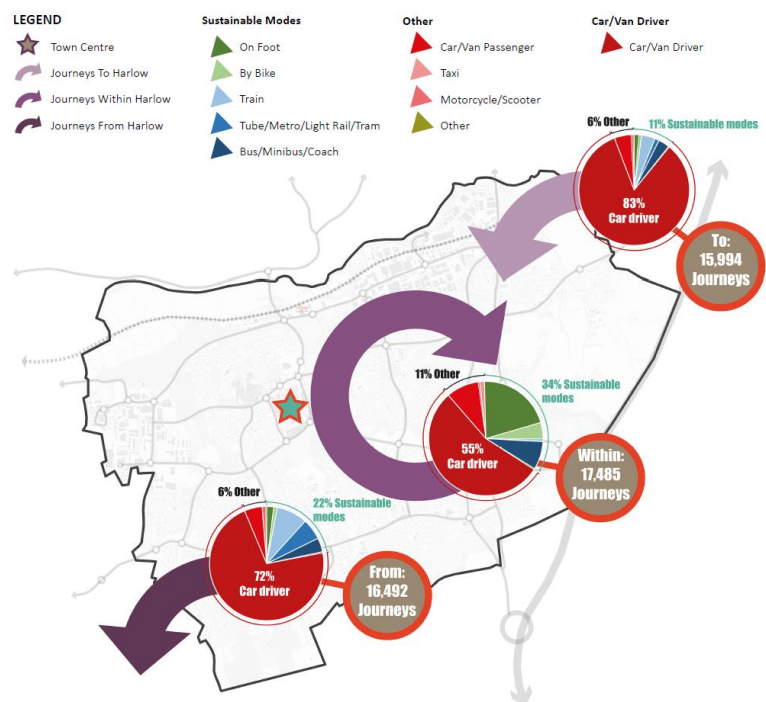 LEGEND
Town Centre
Journeys To Harlow
Journeys Within Harlow
Journeys From Harlow
Sustainable Modes
On Foot
By Bike
Train
Tube/Metro/Light Rail/Tram
Bus/Minibus/Coach
Other
Car/Van Passenger
Taxi
Motorcycle/Scooter
Other
Car/Van Driver
Car/Van Driver
6% Other
11% Sustainable modes
83%
Car driver
To:
15,994
Journeys
11% Other
34% Sustainable
modes
55%
Car driver
Within:
17,485
Journeys
6% Other
22% Sustainable
modes
72%
Car driver
From:
16,492
Journeys